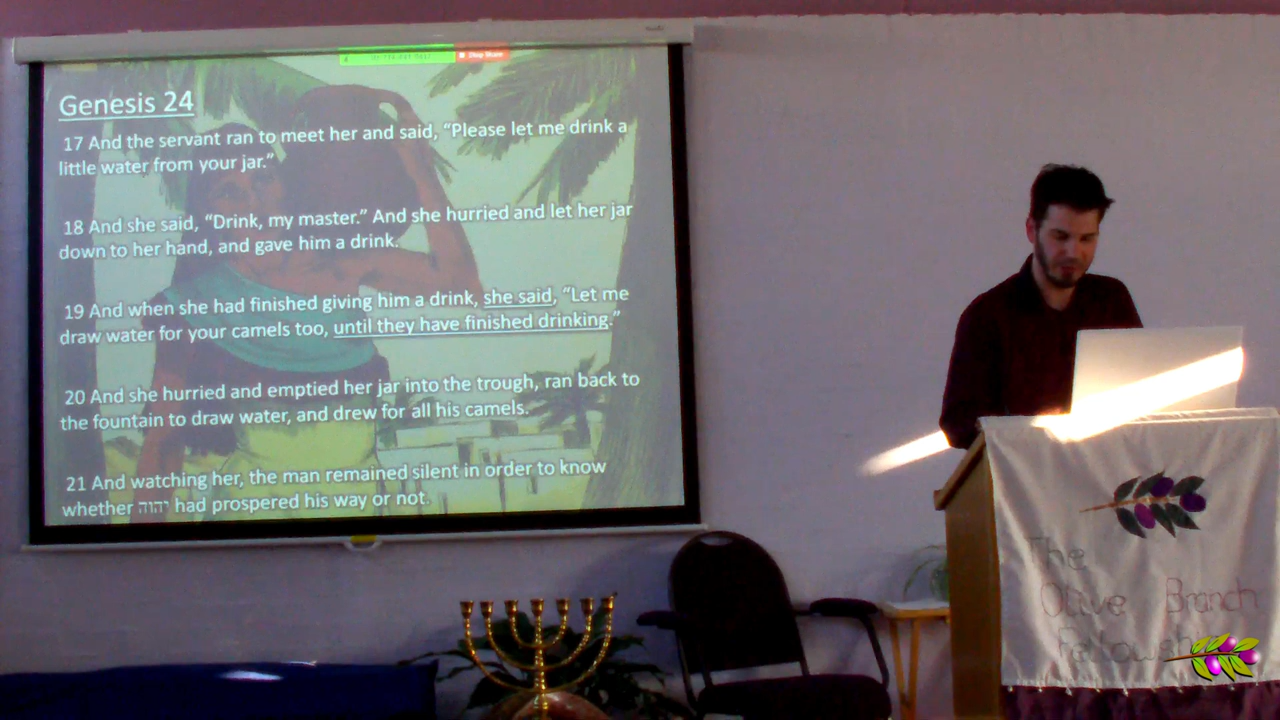 Stop Share
Genesis 24
17 And the servant ran to meet her and said, “Please let me drink a
little water from your jar.”
18 And she said, “Drink, my master.” And she hurried and let her jar
down to her hand, and gave him a drink.
19 And when she had finished giving him a drink, she said, “Let me
draw water for your camels too, until they have finished drinking.”
20 And she hurried and emptied her jar into the trough, ran back to
the fountain to draw water, and drew for all his camels.
21 And watching her, the man remained silent in order to know
whether יהוה had prospered his way or not.
The
Olive Branch